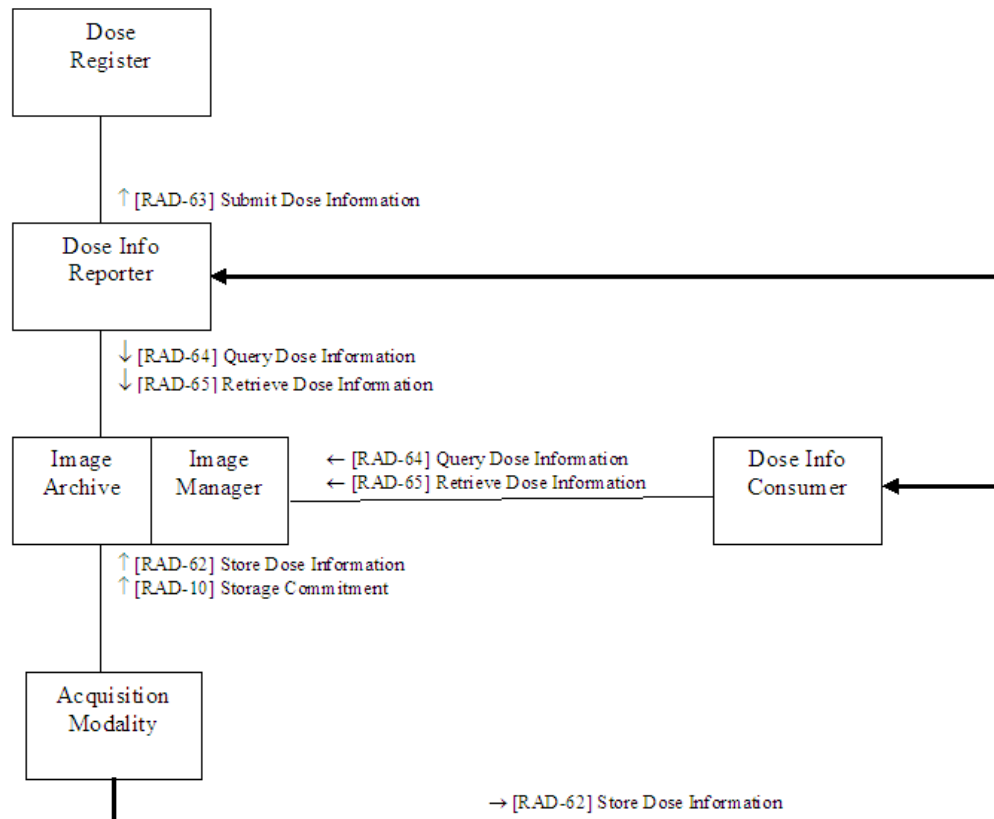 Dose
Register
↑ [RAD-63] Submit Dose Information
Dose Info
Reporter
↓ [RAD-64] Query Dose Information
↓ [RAD-65] Retrieve Dose Information
Image
Archive
Image
Manager
← [RAD-64] Query Dose Information
← [RAD-65] Retrieve Dose Information
Dose Info
Consumer
↑ [RAD-62] Store Dose Information
↑ [RAD-10] Storage Commitment
Acquisition
Modality
→ [RAD-62] Store Dose Information